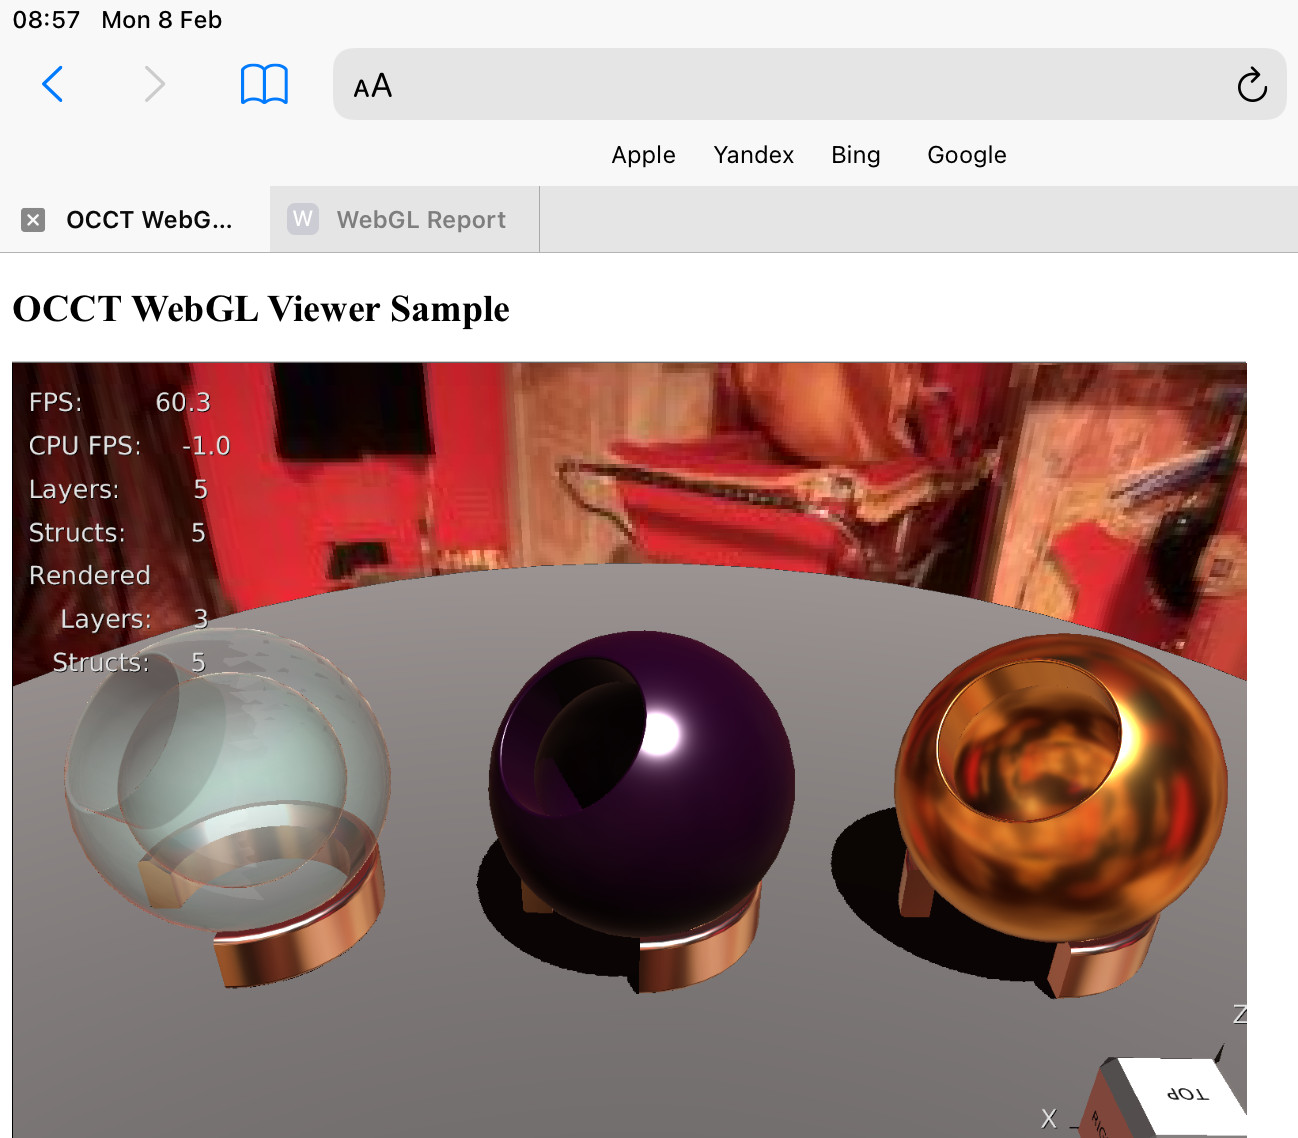 08:57 Mon 8 Feb
AA
Apple Yandex Bing Google
OCCT WebG... W WebGL Report
OCCT WebGL Viewer Sample
FPS: 60.3
CPU FPS: -1.0
Layers: 5
Structs: 5
Rendered
Layers: 3
Structs: 5
Z
TOP
X